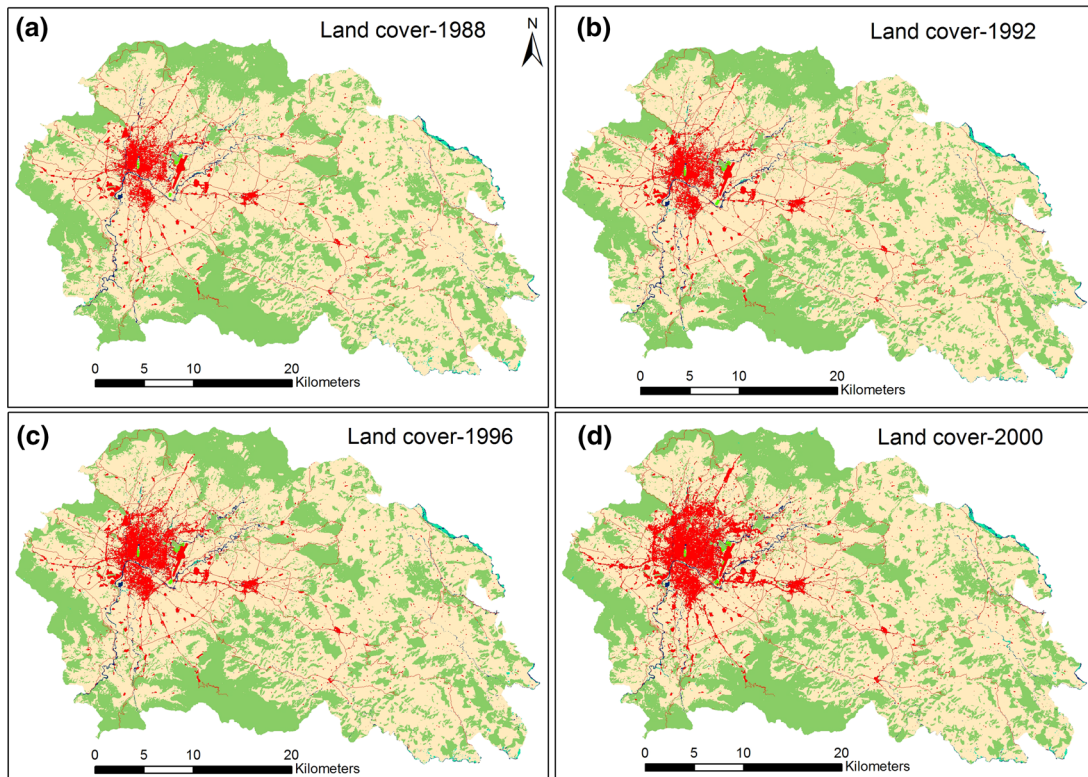 (a) Land cover-1988 N
(b) Land cover-1992
0 5 10 20
Kilometers
0 5 10 20
Kilometers
(c) Land cover-1996
(d) Land cover-2000
0 5 10 20
Kilometers
0 5 10 20
Kilometers